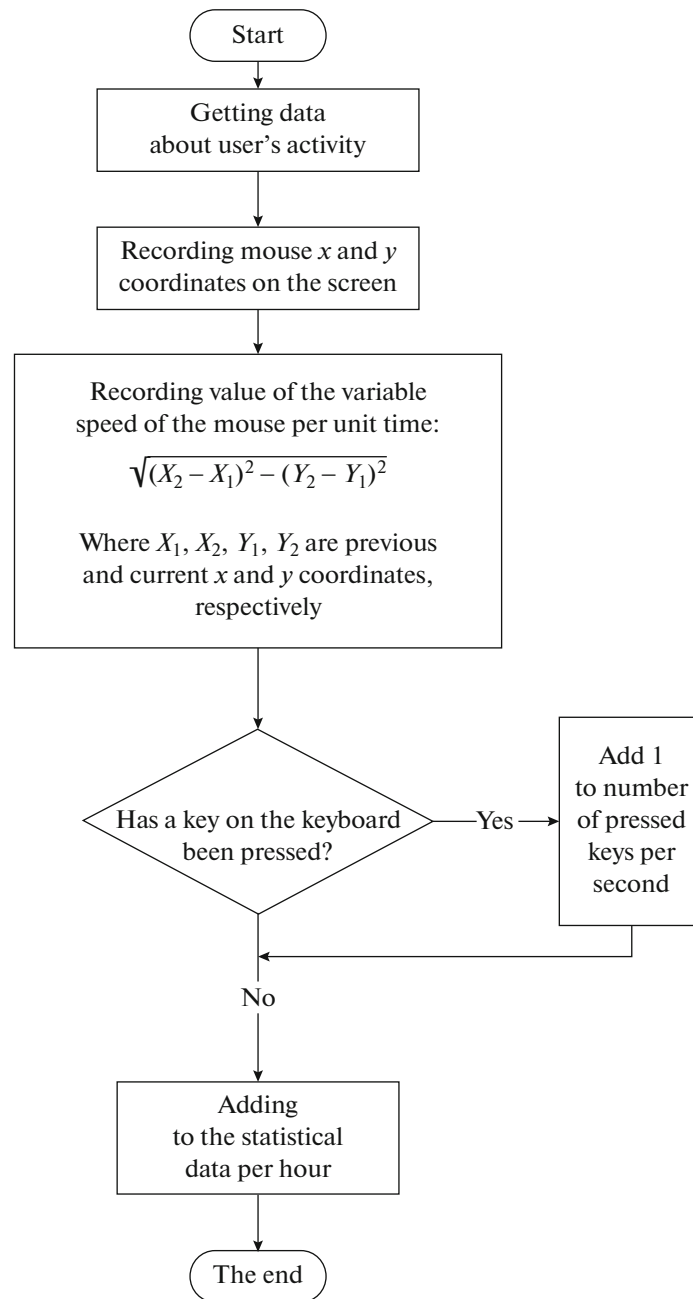 Start
Getting data
about user’s activity
Recording mouse x and y
coordinates on the screen
Recording value of the variable
speed of the mouse per unit time:
√(X₂ – X₁)² – (Y₂ – Y₁)²
Where X₁, X₂, Y₁, Y₂ are previous
and current x and y coordinates,
respectively
Has a key on the keyboard
been pressed?
Yes
Add 1
to number
of pressed
keys per
second
No
Adding
to the statistical
data per hour
The end